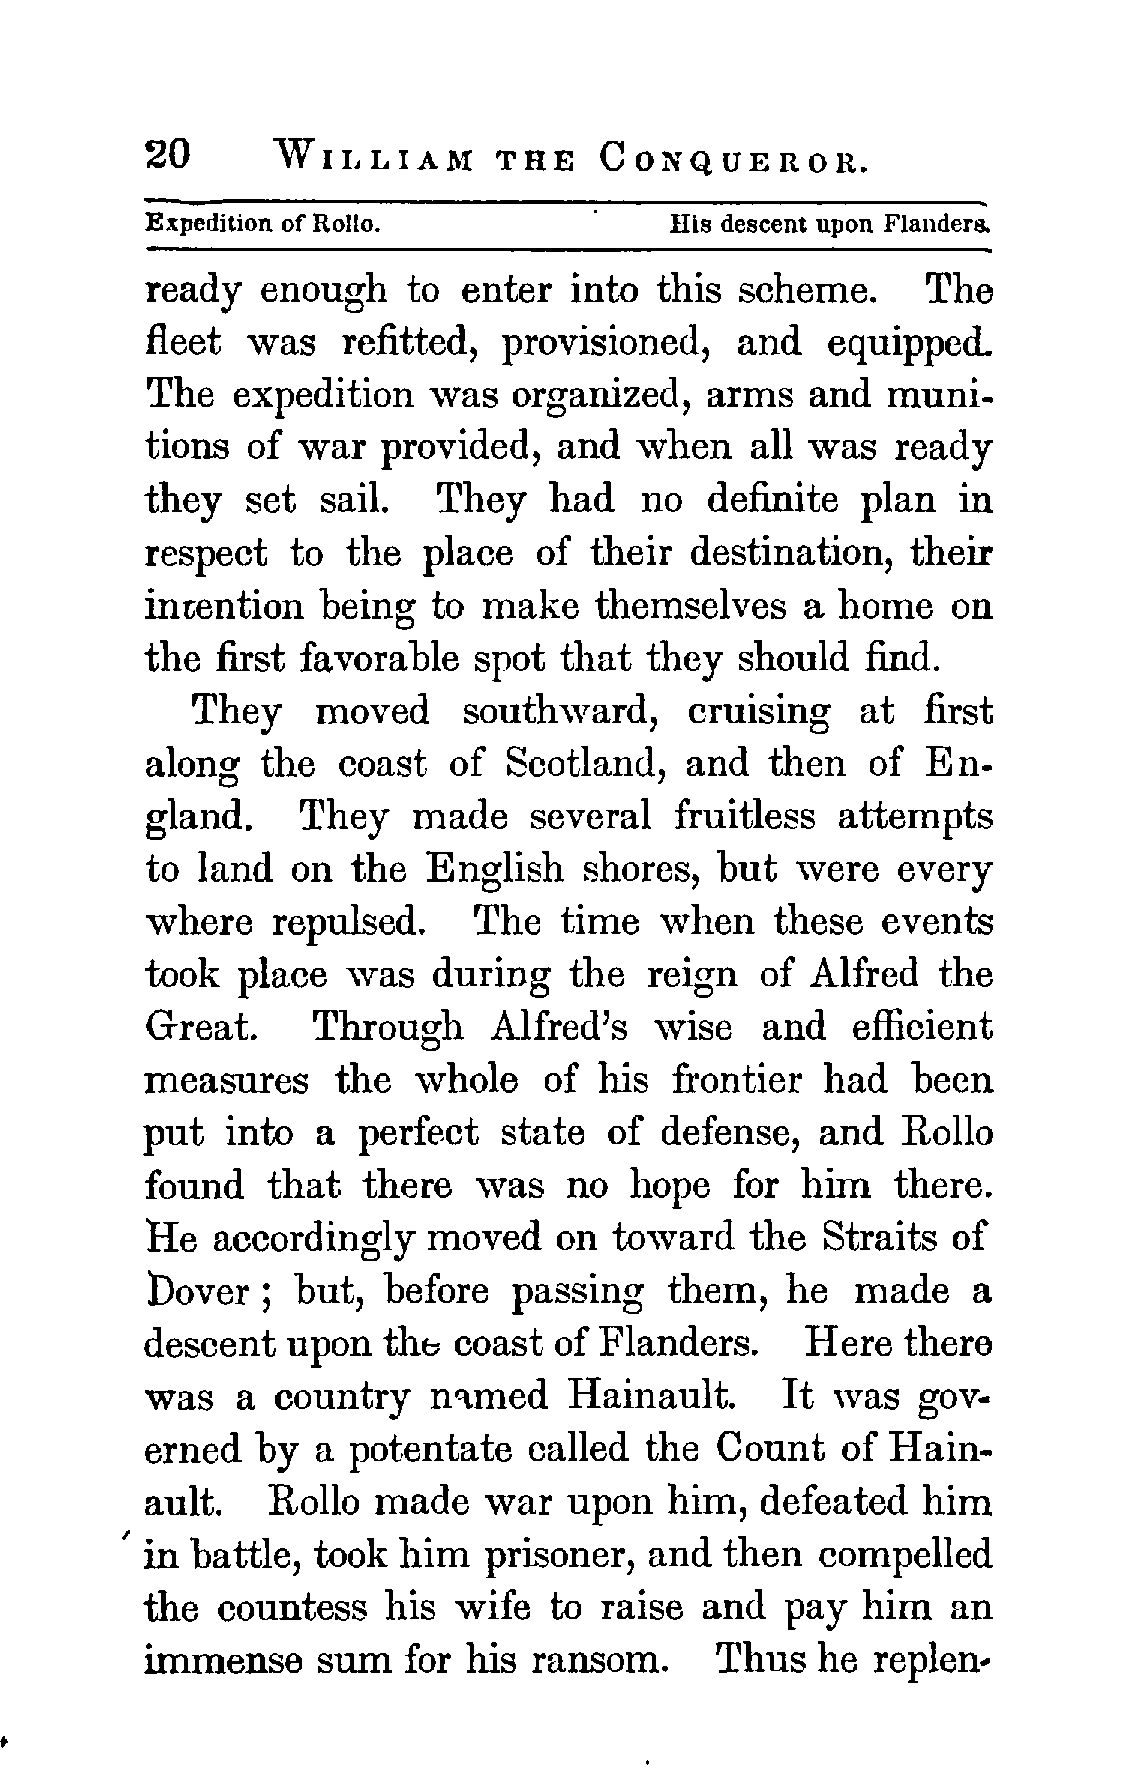 20 William the Conqueror.
Expedition of Rollo. His descent upon Flanders.
ready enough to enter into this scheme. The
fleet was refitted, provisioned, and equipped.
The expedition was organized, arms and muni-
tions of war provided, and when all was ready
they set sail. They had no definite plan in
respect to the place of their destination, their
intention being to make themselves a home on
the first favorable spot that they should find.
They moved southward, cruising at first
along the coast of Scotland, and then of En-
gland. They made several fruitless attempts
to land on the English shores, but were every
where repulsed. The time when these events
took place was during the reign of Alfred the
Great. Through Alfred's wise and efficient
measures the whole of his frontier had been
put into a perfect state of defense, and Rollo
found that there was no hope for him there.
He accordingly moved on toward the Straits of
Dover ; but, before passing them, he made a
descent upon the coast of Flanders. Here there
was a country named Hainault. It was gov-
erned by a potentate called the Count of Hain-
ault. Rollo made war upon him, defeated him
in battle, took him prisoner, and then compelled
the countess his wife to raise and pay him an
immense sum for his ransom. Thus he replen-